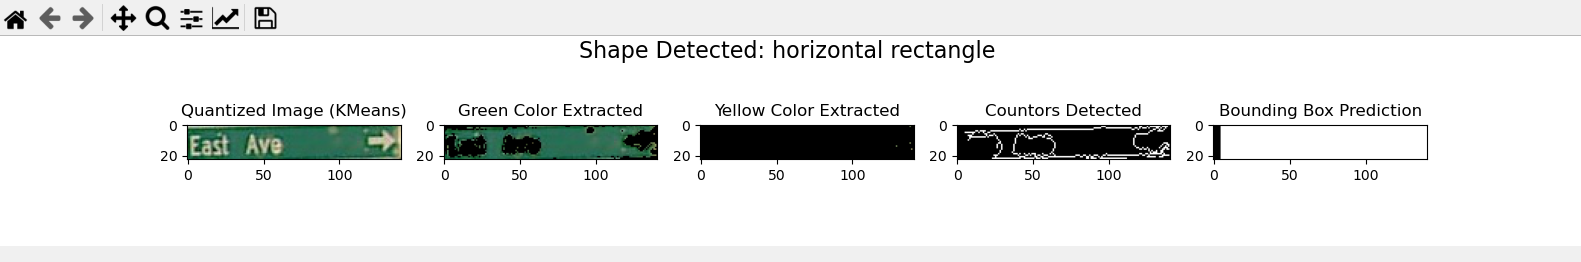 Shape Detected: horizontal rectangle
Quantized Image (KMeans)
0
20
0 50 100
East Ave
Green Color Extracted
0
20
0 50 100
Yellow Color Extracted
0
20
0 50 100
Countors Detected
0
20
0 50 100
Bounding Box Prediction
0
20
0 50 100